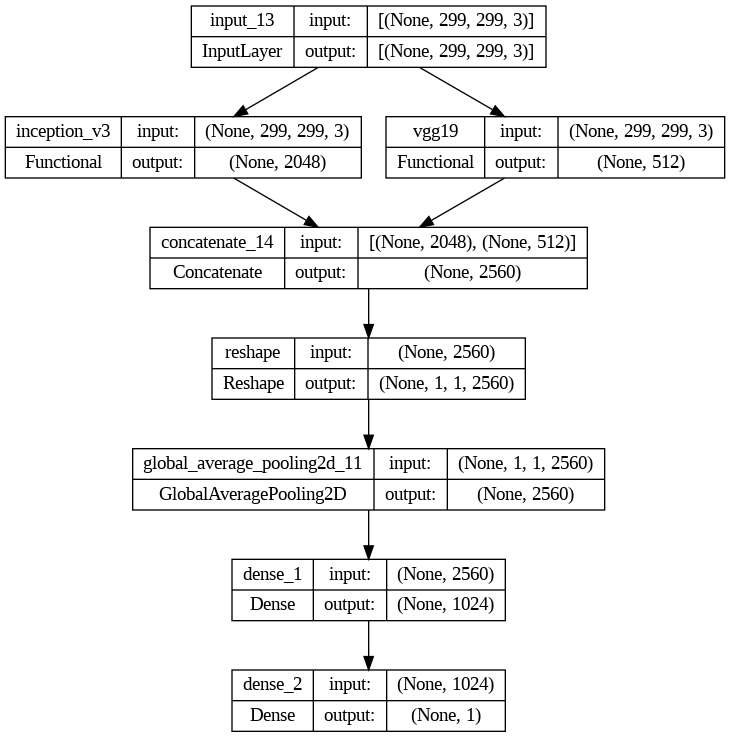 input_13 input: [(None, 299, 299, 3)]
InputLayer output: [(None, 299, 299, 3)]
inception_v3 input: (None, 299, 299, 3)
Functional output: (None, 2048)
vgg19 input: (None, 299, 299, 3)
Functional output: (None, 512)
concatenate_14 input: [(None, 2048), (None, 512)]
Concatenate output: (None, 2560)
reshape input: (None, 2560)
Reshape output: (None, 1, 1, 2560)
global_average_pooling2d_11 input: (None, 1, 1, 2560)
GlobalAveragePooling2D output: (None, 2560)
dense_1 input: (None, 2560)
Dense output: (None, 1024)
dense_2 input: (None, 1024)
Dense output: (None, 1)